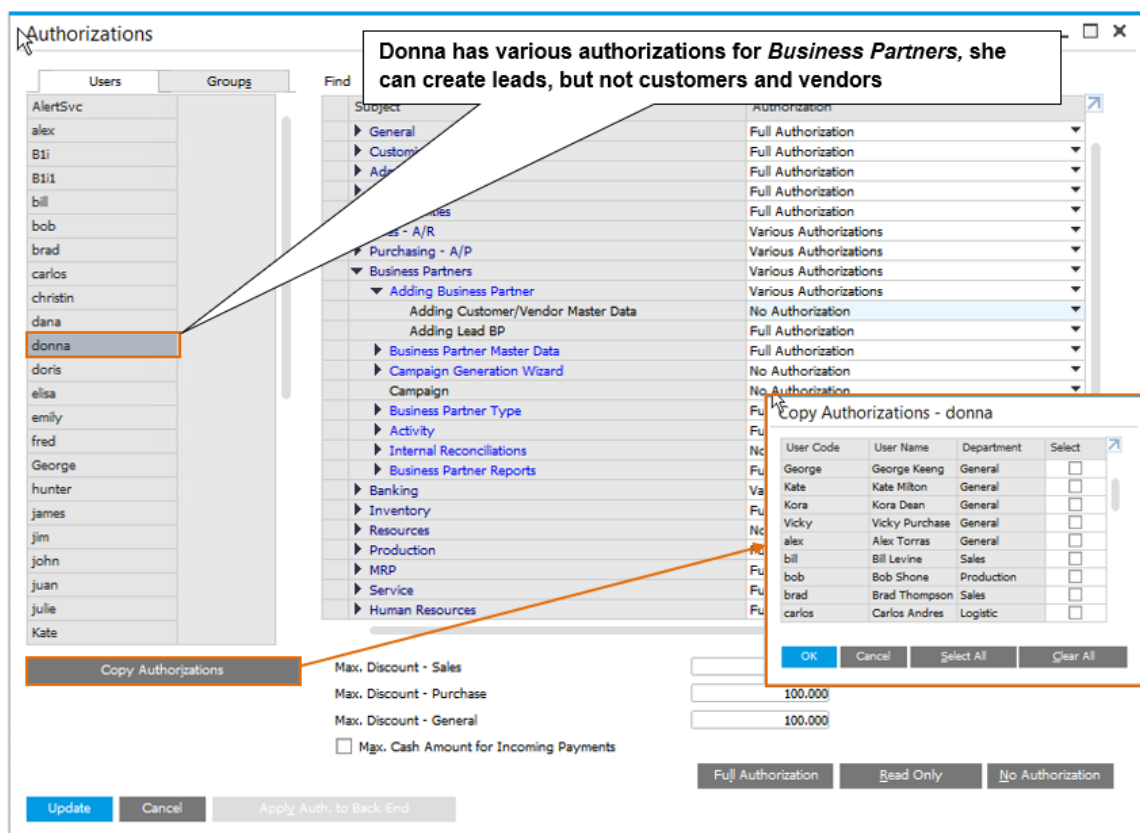 Authorizations
Donna has various authorizations for Business Partners, she
can create leads, but not customers and vendors
Users Groups Find
AlertSvc
alex
B1i
B1i1
bill
bob
brad
carlos
christin
dana
donna
doris
elisa
emily
fred
George
hunter
james
jim
john
juan
julie
Kate
Copy Authorizations
Subject Authorization
General Full Authorization
Full Authorization
Full Authorization
Full Authorization
Full Authorization
A/R Various Authorizations
Purchasing - A/P Various Authorizations
Business Partners Various Authorizations
Adding Business Partner Various Authorizations
Adding Customer/Vendor Master Data No Authorization
Adding Lead BP Full Authorization
Business Partner Master Data Full Authorization
Campaign Generation Wizard No Authorization
Campaign No Authorization
Business Partner Type
Activity
Internal Reconciliations
Business Partner Reports
Banking
Inventory
Resources
Production
MRP
Service
Human Resources
Copy Authorizations - donna
User Code User Name Department Select
George George Keeng General
Kate Kate Milton General
Kora Kora Dean General
Vicky Vicky Purchase General
alex Alex Torras General
bill Bill Levine Sales
bob Bob Shone Production
brad Brad Thompson Sales
carlos Carlos Andres Logistic
OK Cancel Select All Clear All
Max. Discount - Sales
Max. Discount - Purchase 100.000
Max. Discount - General 100.000
Max. Cash Amount for Incoming Payments
Full Authorization Read Only No Authorization
Update Cancel Apply Auth. to Back End